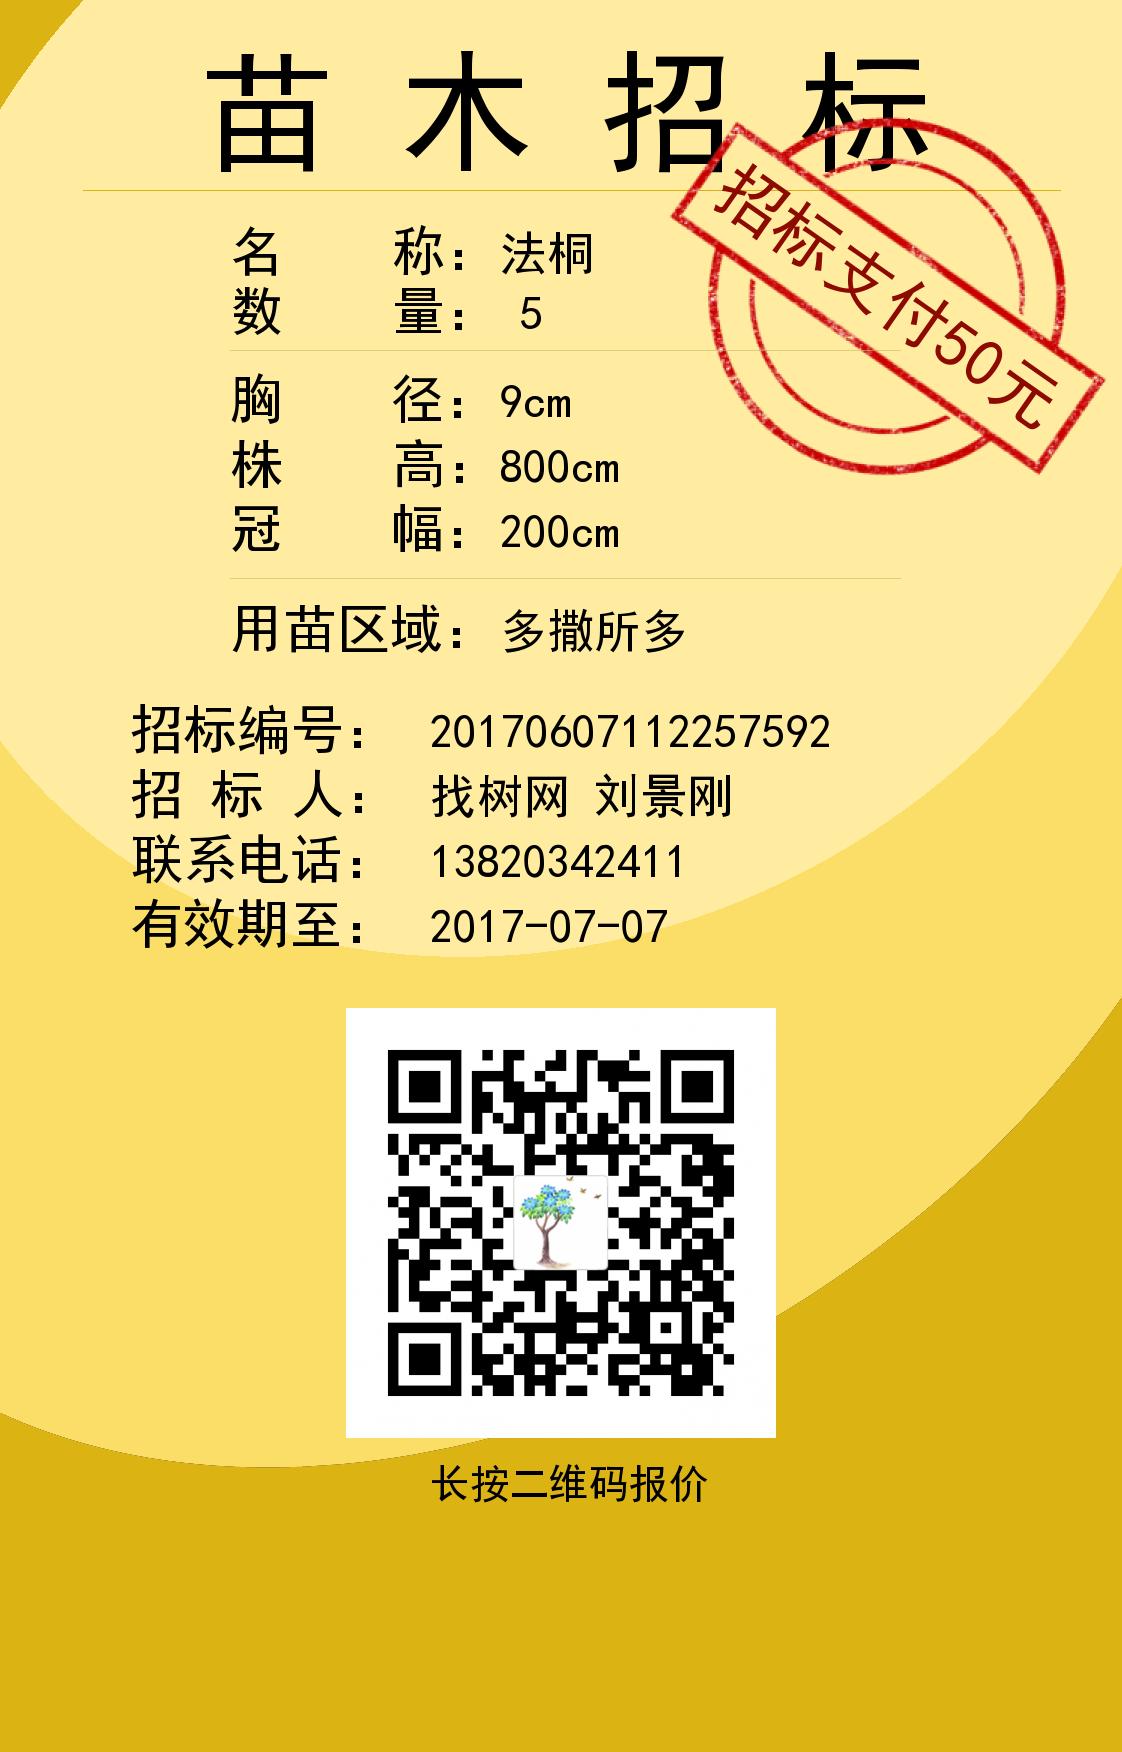 苗木招标
招标支付50元
名称：法桐
数量：5
胸径：9cm
株高：800cm
冠幅：200cm
用苗区域：多撒所多
招标编号：20170607112257592
招标人：找树网 刘景刚
联系电话：13820342411
有效期至：2017-07-07
长按二维码报价